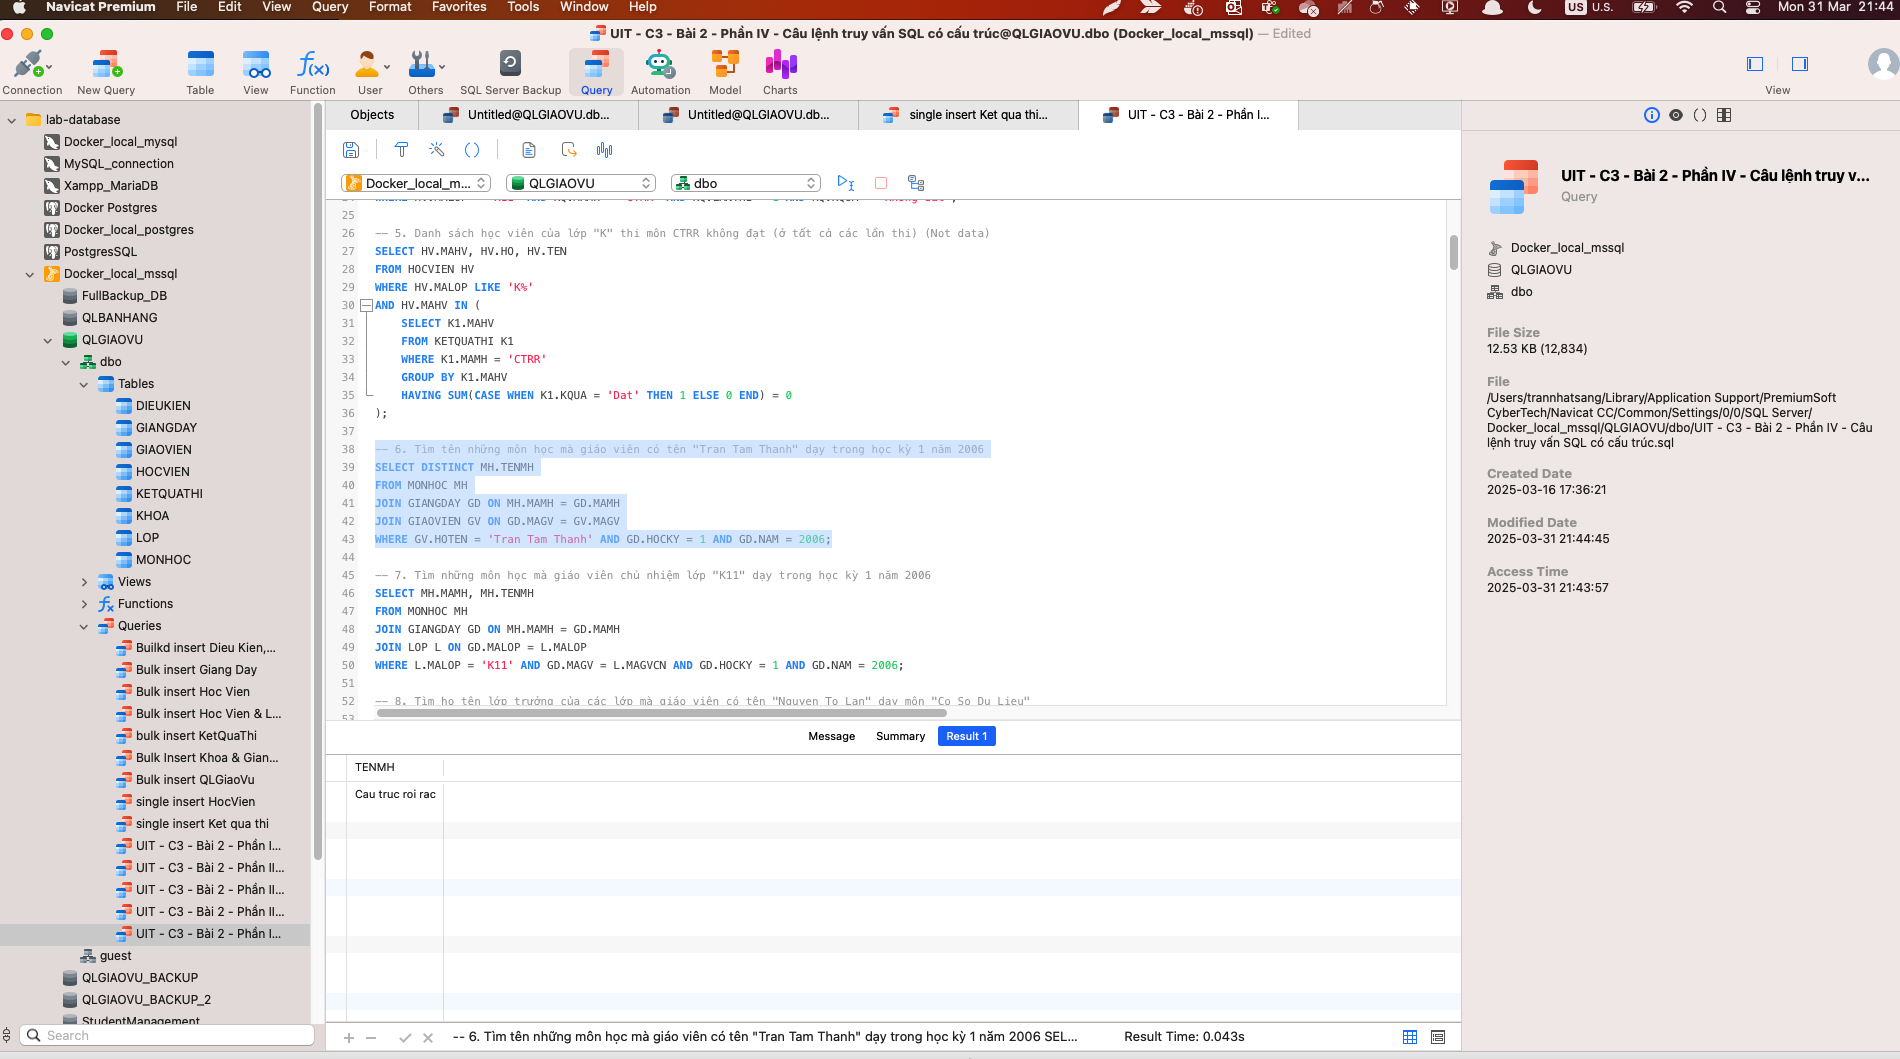 Navicat Premium File Edit View Query Format Favorites Tools Window Help US U.S. Mon 31 Mar 21:44
UIT - C3 - Bài 2 - Phần IV - Câu lệnh truy vấn SQL có cấu trúc@QLGIAOVU.dbo (Docker_local_mssql) — Edited
Connection New Query Table View Function User Others SQL Server Backup Query Automation Model Charts View
lab-database
Docker_local_mysql
MySQL_connection
Xampp_MariaDB
Docker Postgres
Docker_local_postgres
PostgresSQL
Docker_local_mssql
FullBackup_DB
QLBANHANG
QLGIAOVU
dbo
Tables
DIEUKIEN
GIANGDAY
GIAOVIEN
HOCVIEN
KETQUATHI
KHOA
LOP
MONHOC
Views
Functions
Queries
Builkd insert Dieu Kien,...
Bulk insert Giang Day
Bulk insert Hoc Vien
Bulk insert Hoc Vien & L...
bulk insert KetQuaThi
Bulk Insert Khoa & Gian...
Bulk insert QLGiaoVu
single insert HocVien
single insert Ket qua thi
UIT - C3 - Bài 2 - Phần I...
UIT - C3 - Bài 2 - Phần II...
UIT - C3 - Bài 2 - Phần II...
UIT - C3 - Bài 2 - Phần II...
UIT - C3 - Bài 2 - Phần I...
guest
QLGIAOVU_BACKUP
QLGIAOVU_BACKUP_2
StudentManagement
Search
Objects Untitled@QLGIAOVU.db... Untitled@QLGIAOVU.db... single insert Ket qua thi... UIT - C3 - Bài 2 - Phần I...
Docker_local_m... QLGIAOVU dbo
25
26 -- 5. Danh sách học viên của lớp "K" thi môn CTRR không đạt (ở tất cả các lần thi) (Not data)
27 SELECT HV.MAHV, HV.HO, HV.TEN
28 FROM HOCVIEN HV
29 WHERE HV.MALOP LIKE 'K%'
30 AND HV.MAHV IN (
31 SELECT K1.MAHV
32 FROM KETQUATHI K1
33 WHERE K1.MAMH = 'CTRR'
34 GROUP BY K1.MAHV
35 HAVING SUM(CASE WHEN K1.KQUA = 'Dat' THEN 1 ELSE 0 END) = 0
36 );
37
38 -- 6. Tìm tên những môn học mà giáo viên có tên "Tran Tam Thanh" dạy trong học kỳ 1 năm 2006
39 SELECT DISTINCT MH.TENMH
40 FROM MONHOC MH
41 JOIN GIANGDAY GD ON MH.MAMH = GD.MAMH
42 JOIN GIAOVIEN GV ON GD.MAGV = GV.MAGV
43 WHERE GV.HOTEN = 'Tran Tam Thanh' AND GD.HOCKY = 1 AND GD.NAM = 2006;
44
45 -- 7. Tìm những môn học mà giáo viên chủ nhiệm lớp "K11" dạy trong học kỳ 1 năm 2006
46 SELECT MH.MAMH, MH.TENMH
47 FROM MONHOC MH
48 JOIN GIANGDAY GD ON MH.MAMH = GD.MAMH
49 JOIN LOP L ON GD.MALOP = L.MALOP
50 WHERE L.MALOP = 'K11' AND GD.MAGV = L.MAGVCN AND GD.HOCKY = 1 AND GD.NAM = 2006;
51
52 -- 8. Tìm họ tên lớp trưởng của các lớp mà giáo viên có tên "Nguyen To Lan" dạy môn "Co So Du Lieu"
53
Message Summary Result 1
TENMH
Cau truc roi rac
-- 6. Tìm tên những môn học mà giáo viên có tên "Tran Tam Thanh" dạy trong học kỳ 1 năm 2006 SEL... Result Time: 0.043s
UIT - C3 - Bài 2 - Phần IV - Câu lệnh truy v...
Query
Docker_local_mssql
QLGIAOVU
dbo
File Size
12.53 KB (12,834)
File
/Users/trannhatsang/Library/Application Support/PremiumSoft
CyberTech/Navicat CC/Common/Settings/0/0/SQL Server/
Docker_local_mssql/QLGIAOVU/dbo/UIT - C3 - Bài 2 - Phần IV - Câu
lệnh truy vấn SQL có cấu trúc.sql
Created Date
2025-03-16 17:36:21
Modified Date
2025-03-31 21:44:45
Access Time
2025-03-31 21:43:57